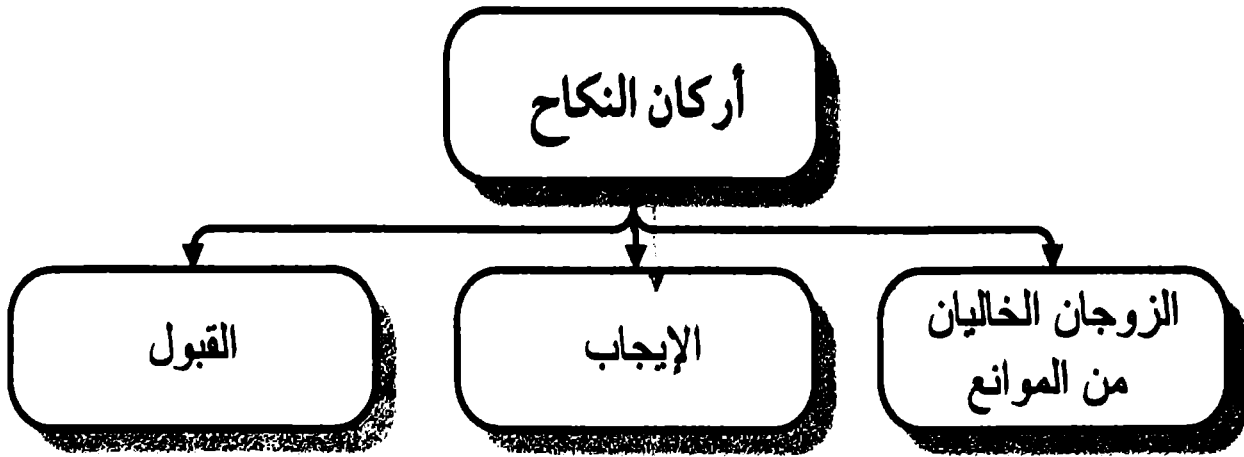 أركان النكاح
الزوجان الخاليان
من الموانع
الإيجاب
القبول